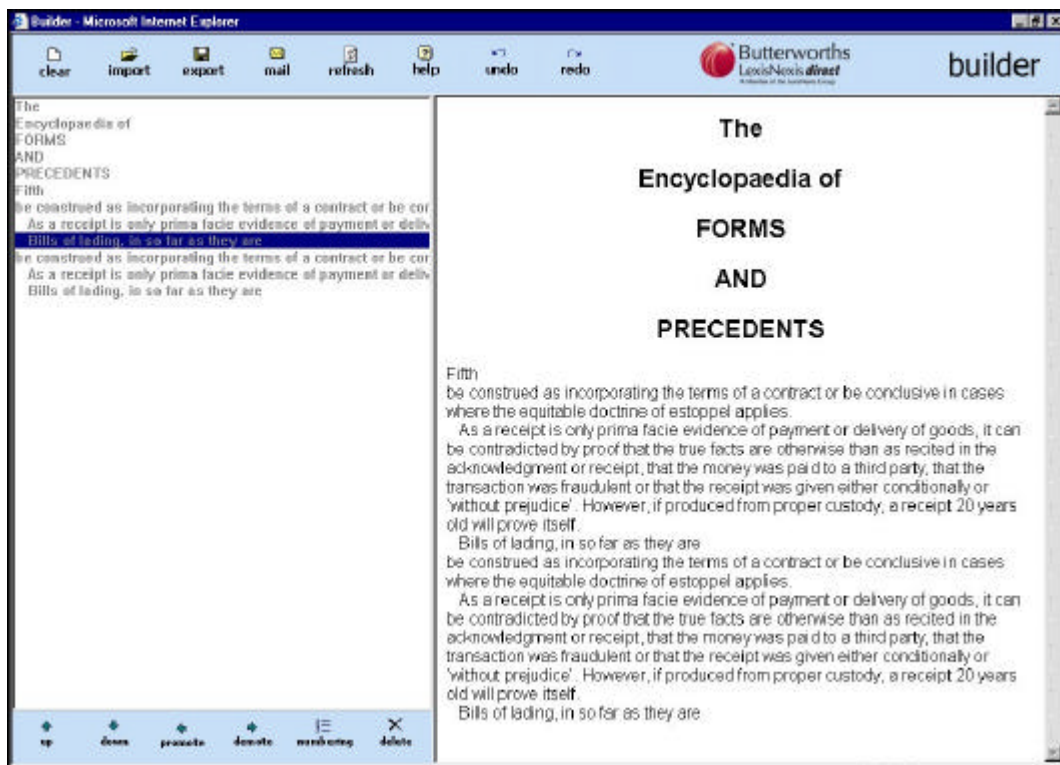 Builder - Microsoft Internet Explorer
clear import export mail refresh help undo redo
Butterworths
LexisNexis direct
builder
The
Encyclopaedia of
FORMS
AND
PRECEDENTS
Fifth
be construed as incorporating the terms of a contract or be cor
As a receipt is only prima facie evidence of payment or deliv
Bills of lading, in so far as they are
be construed as incorporating the terms of a contract or be cor
As a receipt is only prima facie evidence of payment or deliv
Bills of lading, in so far as they are
up down promote demote numbering delete
The
Encyclopaedia of
FORMS
AND
PRECEDENTS
Fifth
be construed as incorporating the terms of a contract or be conclusive in cases
where the equitable doctrine of estoppel applies.
As a receipt is only prima facie evidence of payment or delivery of goods, it can
be contradicted by proof that the true facts are otherwise than as recited in the
acknowledgment or receipt, that the money was paid to a third party, that the
transaction was fraudulent or that the receipt was given either conditionally or
'without prejudice'. However, if produced from proper custody, a receipt 20 years
old will prove itself.
Bills of lading, in so far as they are
be construed as incorporating the terms of a contract or be conclusive in cases
where the equitable doctrine of estoppel applies.
As a receipt is only prima facie evidence of payment or delivery of goods, it can
be contradicted by proof that the true facts are otherwise than as recited in the
acknowledgment or receipt, that the money was paid to a third party, that the
transaction was fraudulent or that the receipt was given either conditionally or
'without prejudice'. However, if produced from proper custody, a receipt 20 years
old will prove itself.
Bills of lading, in so far as they are